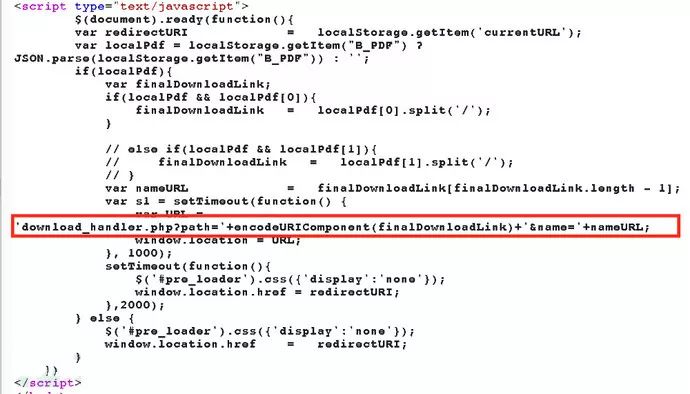 <script type="text/javascript">
$(document).ready(function(){
var redirectURI = localStorage.getItem('currentURL');
var localPdf = localStorage.getItem("B_PDF") ?
JSON.parse(localStorage.getItem("B_PDF")) : '';
if(localPdf){
var finalDownloadLink;
if(localPdf && localPdf[0]){
finalDownloadLink = localPdf[0].split('/');
}
// else if(localPdf && localPdf[1]){
// finalDownloadLink = localPdf[1].split('/');
// }
var nameURL = finalDownloadLink[finalDownloadLink.length - 1];
var s1 = setTimeout(function() {
var URL =
'download_handler.php?path='+encodeURIComponent(finalDownloadLink)+'&name='+nameURL;
window.location = URL;
}, 1000);
setTimeout(function(){
$('#pre_loader').css({'display':'none'});
window.location.href = redirectURI;
},2000);
} else {
$('#pre_loader').css({'display':'none'});
window.location.href = redirectURI;
}
})
</script>